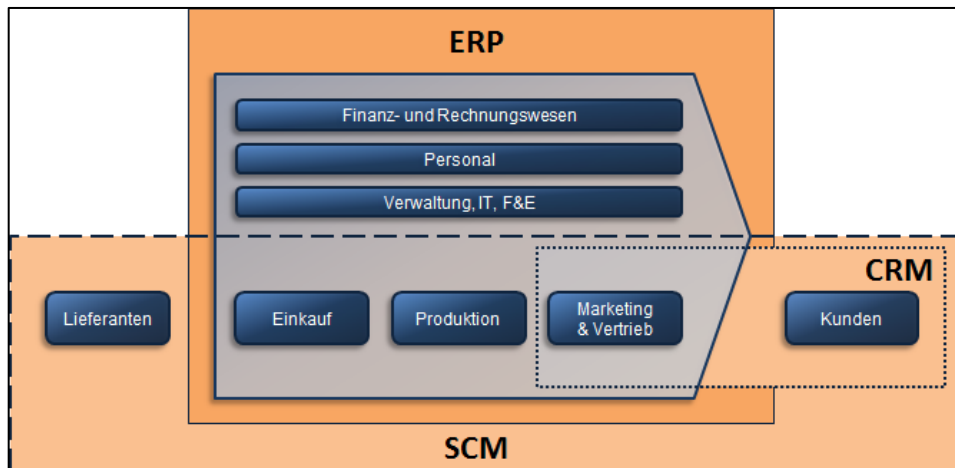 ERP
Finanz- und Rechnungswesen
Personal
Verwaltung, IT, F&E
CRM
Lieferanten
Einkauf
Produktion
Marketing
& Vertrieb
Kunden
SCM